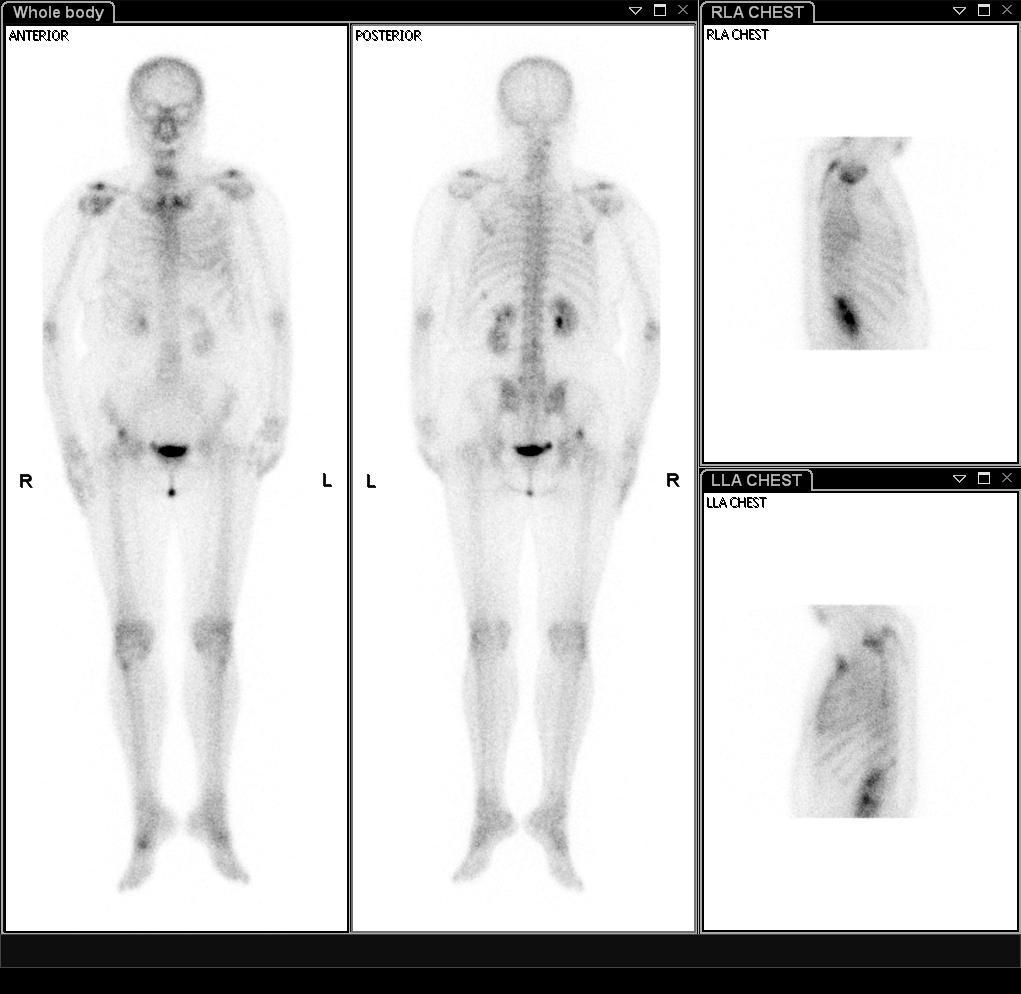 Whole body
ANTERIOR
POSTERIOR
R
L
L
R
RLA CHEST
RLA CHEST
LLA CHEST
LLA CHEST